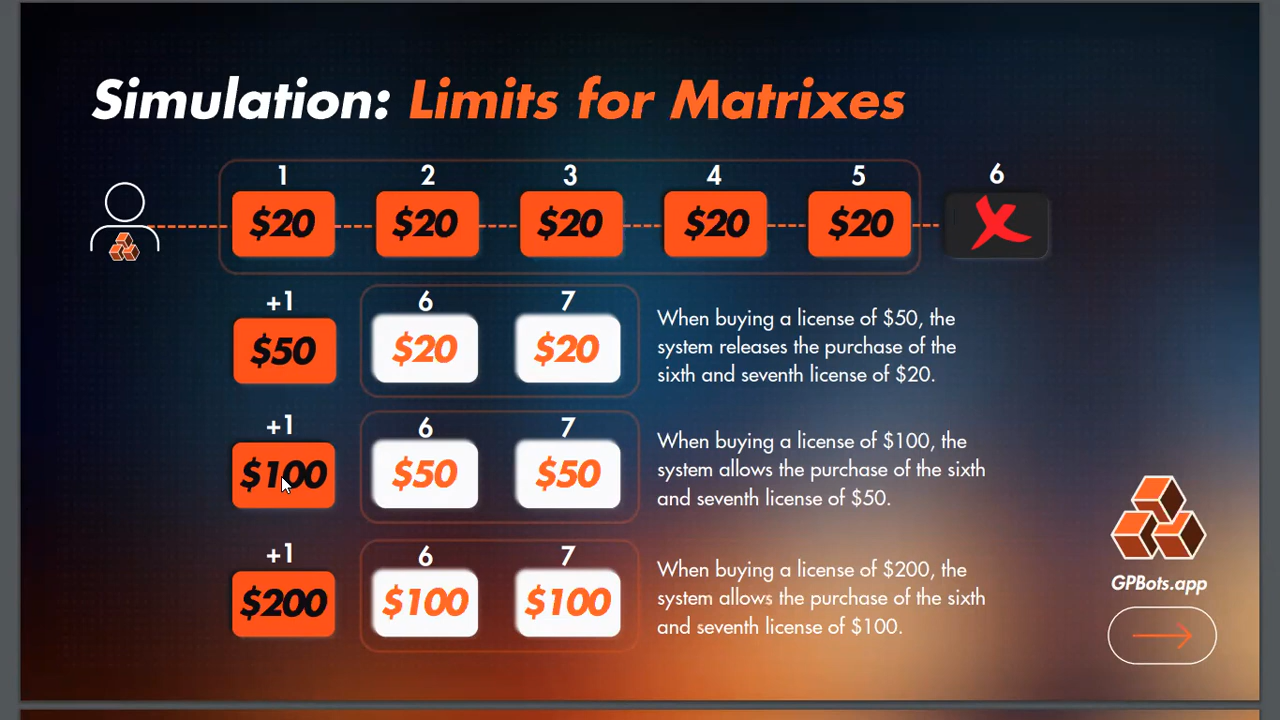 Simulation: Limits for Matrixes
1 2 3 4 5 6
$20 $20 $20 $20 $20 X
+1 6 7
$50 $20 $20
When buying a license of $50, the
system releases the purchase of the
sixth and seventh license of $20.
+1 6 7
$100 $50 $50
When buying a license of $100, the
system allows the purchase of the sixth
and seventh license of $50.
+1 6 7
$200 $100 $100
When buying a license of $200, the
system allows the purchase of the sixth
and seventh license of $100.
GPBots.app